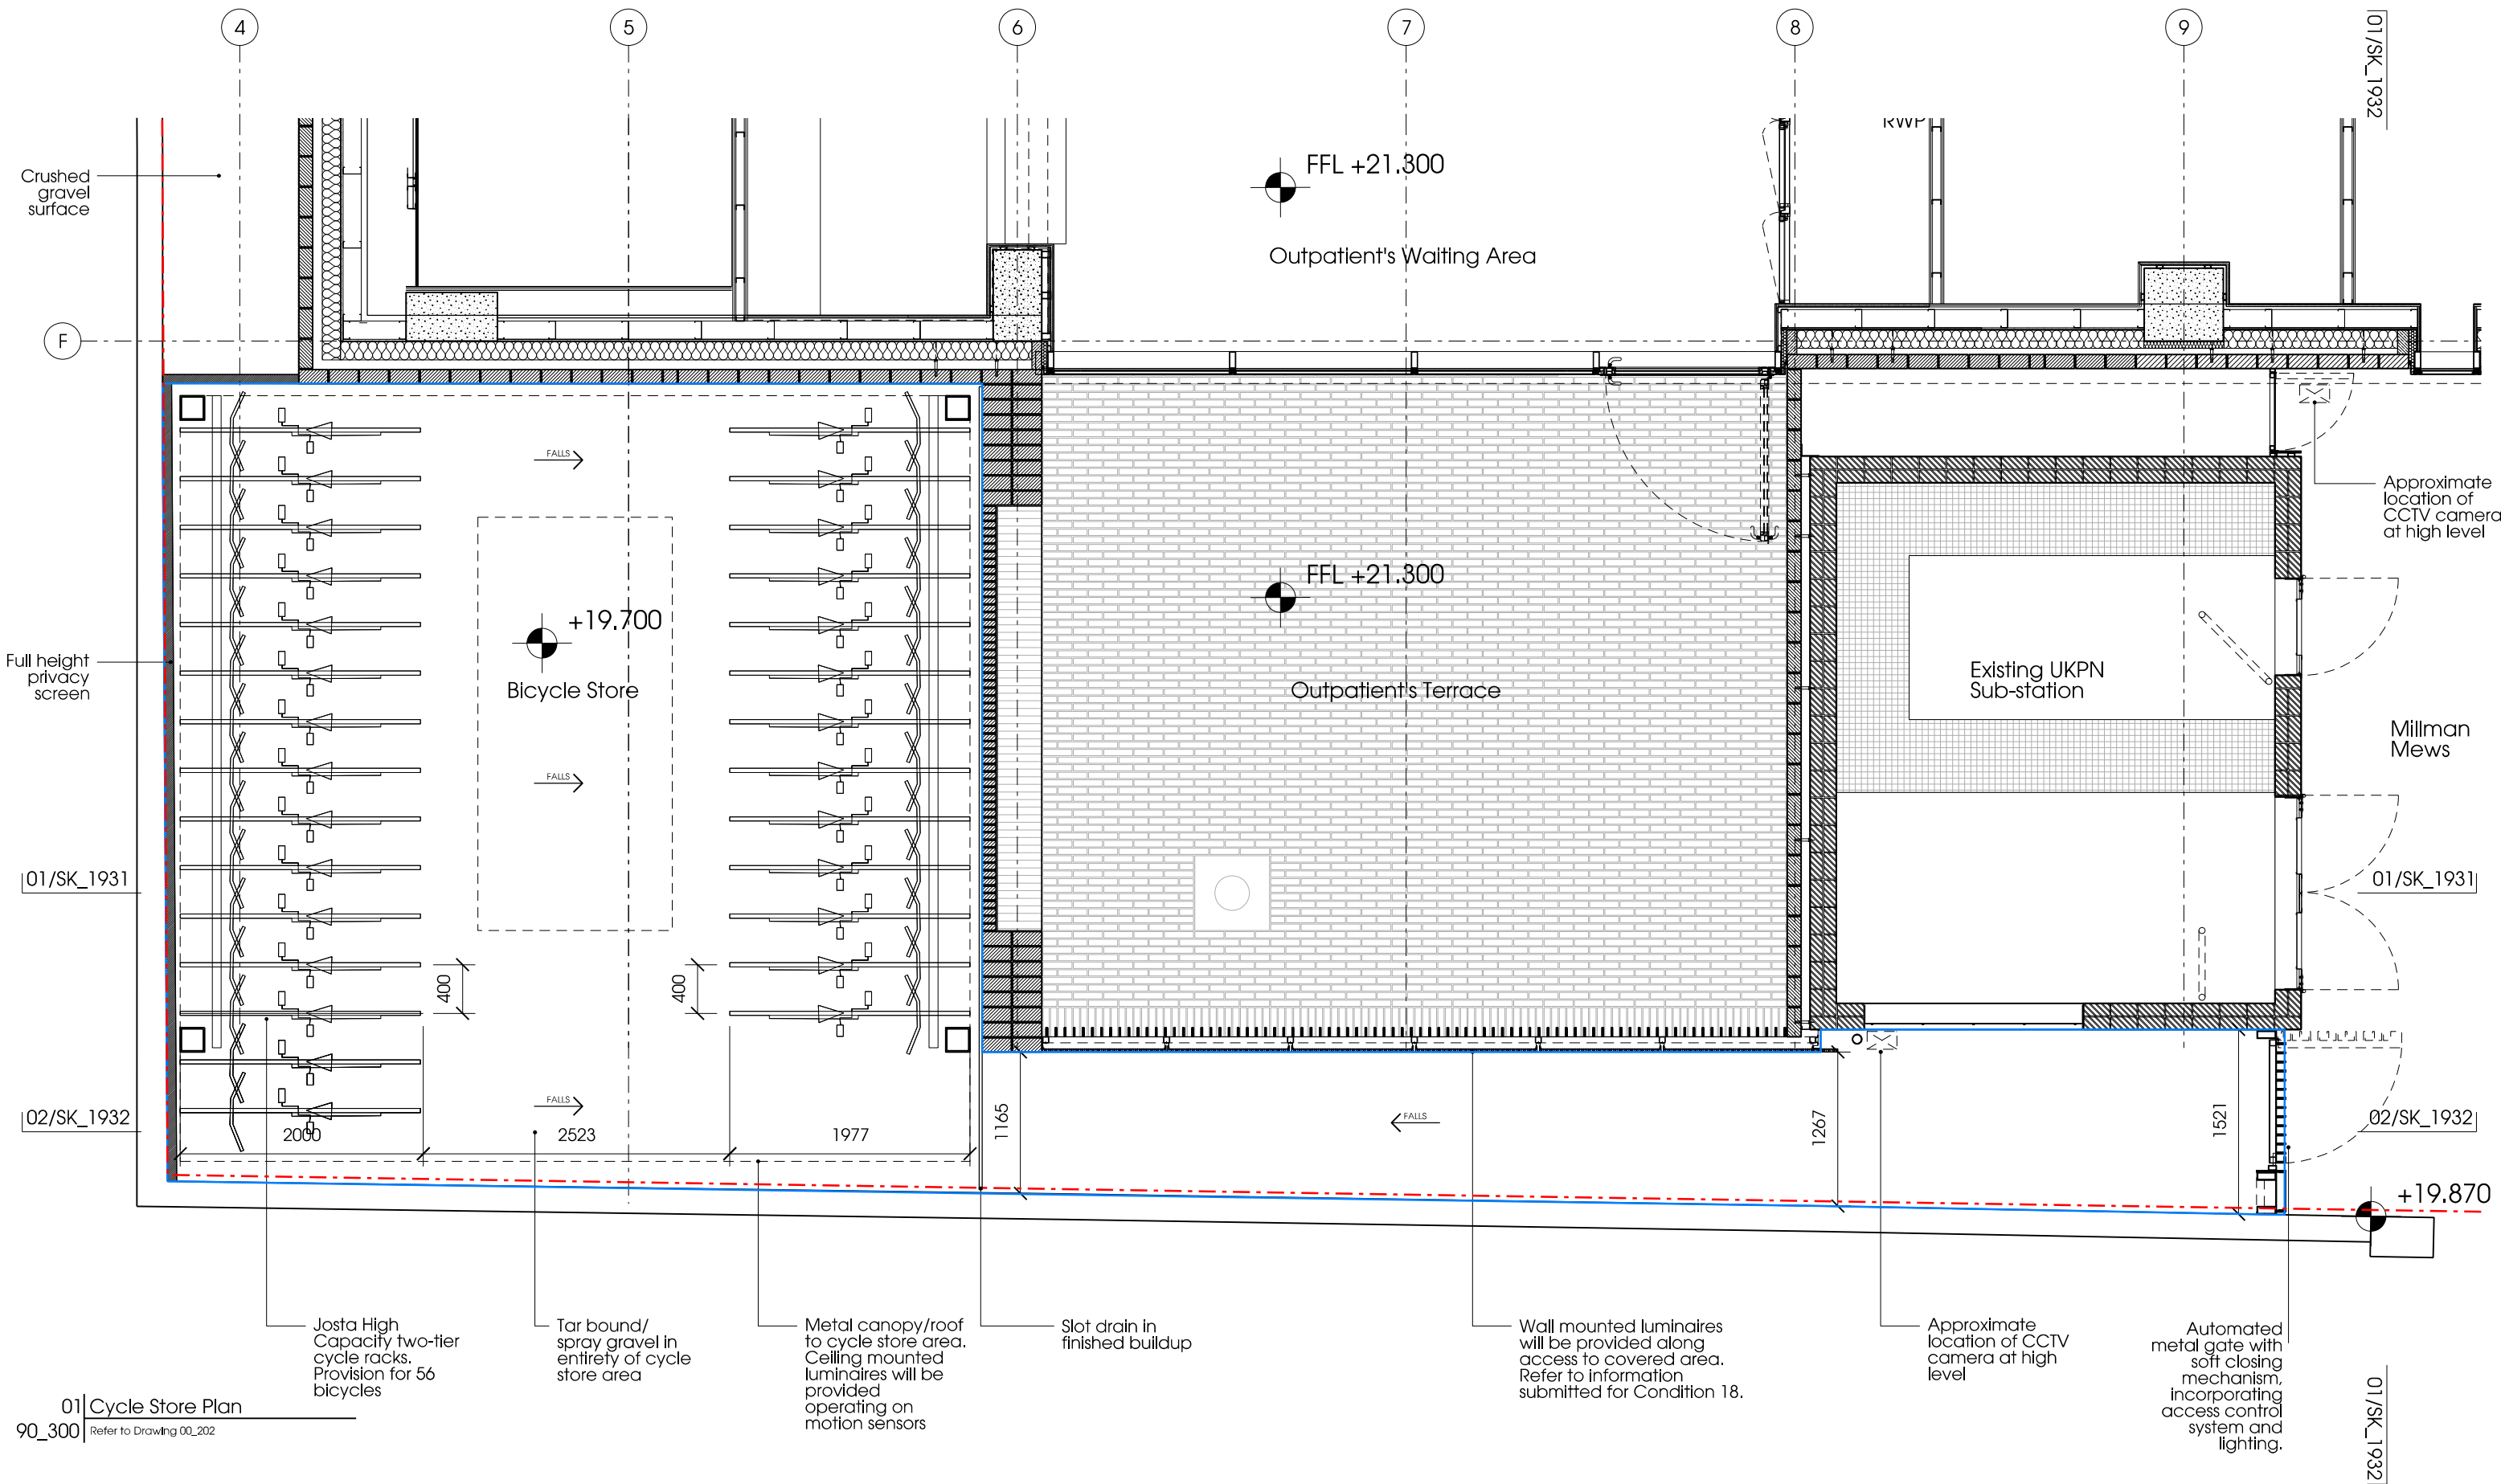 4
5
6
7
8
9
01/SK_1932
RWP
FFL +21.300
Crushed
gravel
surface
Outpatient's Waiting Area
F
FALLS
Approximate
location of
CCTV camera
at high level
FFL +21.300
+19.700
Full height
privacy
screen
Bicycle Store
Outpatient's Terrace
Existing UKPN
Sub-station
Millman
Mews
FALLS
01/SK_1931
01/SK_1931
400
400
02/SK_1932
FALLS
2000
2523
1977
1165
FALLS
1267
1521
02/SK_1932
+19.870
Josta High
Capacity two-tier
cycle racks.
Provision for 56
bicycles
Tar bound/
spray gravel in
entirety of cycle
store area
Metal canopy/roof
to cycle store area.
Ceiling mounted
luminaires will be
provided
operating on
motion sensors
Slot drain in
finished buildup
Wall mounted luminaires
will be provided along
access to covered area.
Refer to information
submitted for Condition 18.
Approximate
location of CCTV
camera at high
level
Automated
metal gate with
soft closing
mechanism,
incorporating
access control
system and
lighting.
01/SK_1932
01 Cycle Store Plan
90_300 Refer to Drawing 00_202